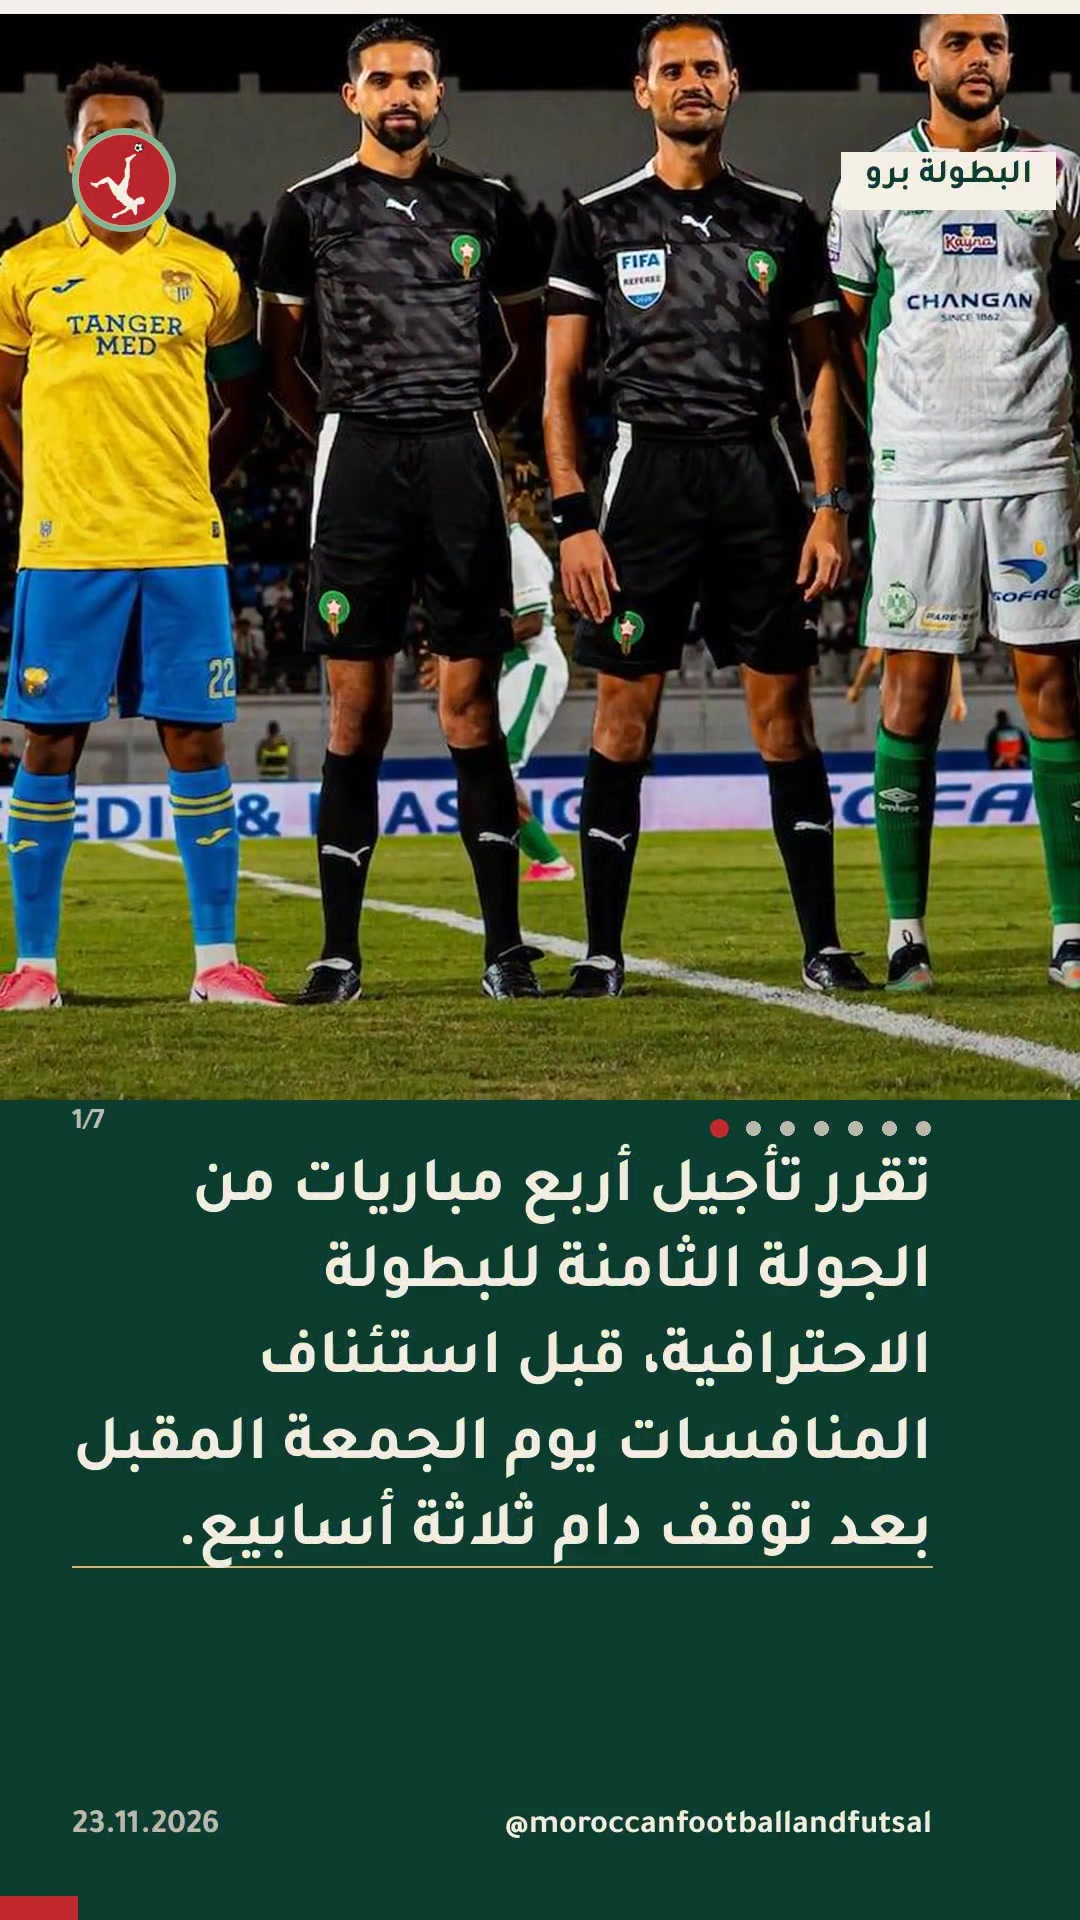 البطولة برو
TANGER
MED
22
FIFA
REFEREE
Kayna
CHANGAN
SINCE 1862
SOFAC
umbro
1/7
تقرر تأجيل أربع مباريات من
الجولة الثامنة للبطولة
الاحترافية، قبل استئناف
المنافسات يوم الجمعة المقبل
بعد توقف دام ثلاثة أسابيع.
23.11.2026
@moroccanfootballandfutsal